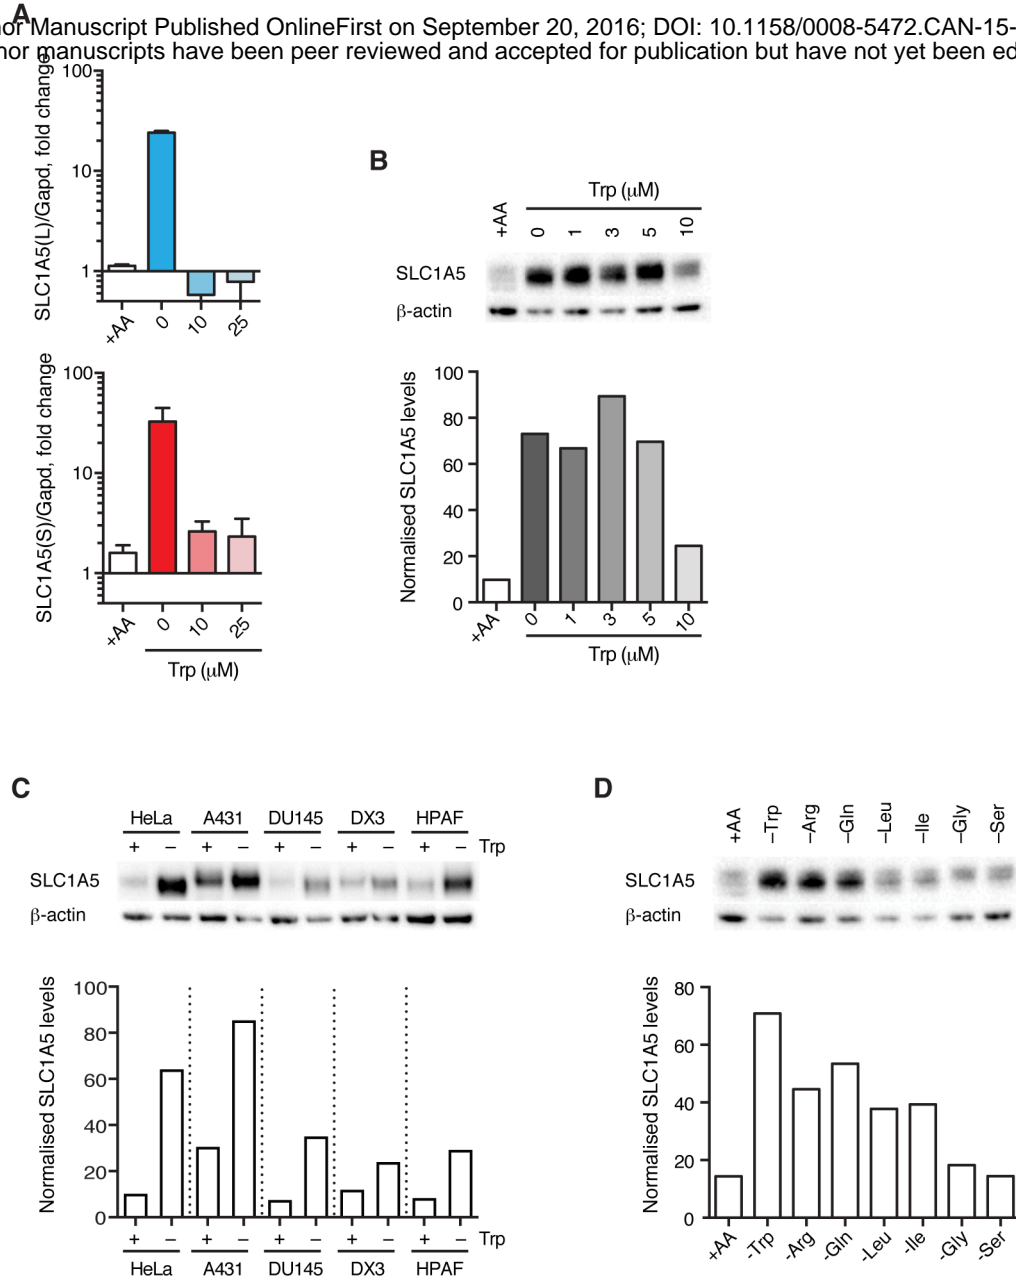 A
or Manuscript Published OnlineFirst on September 20, 2016; DOI: 10.1158/0008-5472.CAN-15-
nor manuscripts have been peer reviewed and accepted for publication but have not yet been ed
SLC1A5(L)/Gapd, fold change
100
10
1
+AA 0 10 25
SLC1A5(S)/Gapd, fold change
100
10
1
+AA 0 10 25
Trp (μM)
B
Trp (μM)
+AA 0 1 3 5 10
SLC1A5
β-actin
Normalised SLC1A5 levels
100
80
60
40
20
0
+AA 0 1 3 5 10
Trp (μM)
C
HeLa A431 DU145 DX3 HPAF
+ – + – + – + – + – Trp
SLC1A5
β-actin
Normalised SLC1A5 levels
100
80
60
40
20
0
+ – + – + – + – + – Trp
HeLa A431 DU145 DX3 HPAF
D
+AA –Trp –Arg –Gln –Leu –Ile –Gly –Ser
SLC1A5
β-actin
Normalised SLC1A5 levels
80
60
40
20
0
+AA -Trp -Arg -Gln -Leu -Ile -Gly -Ser